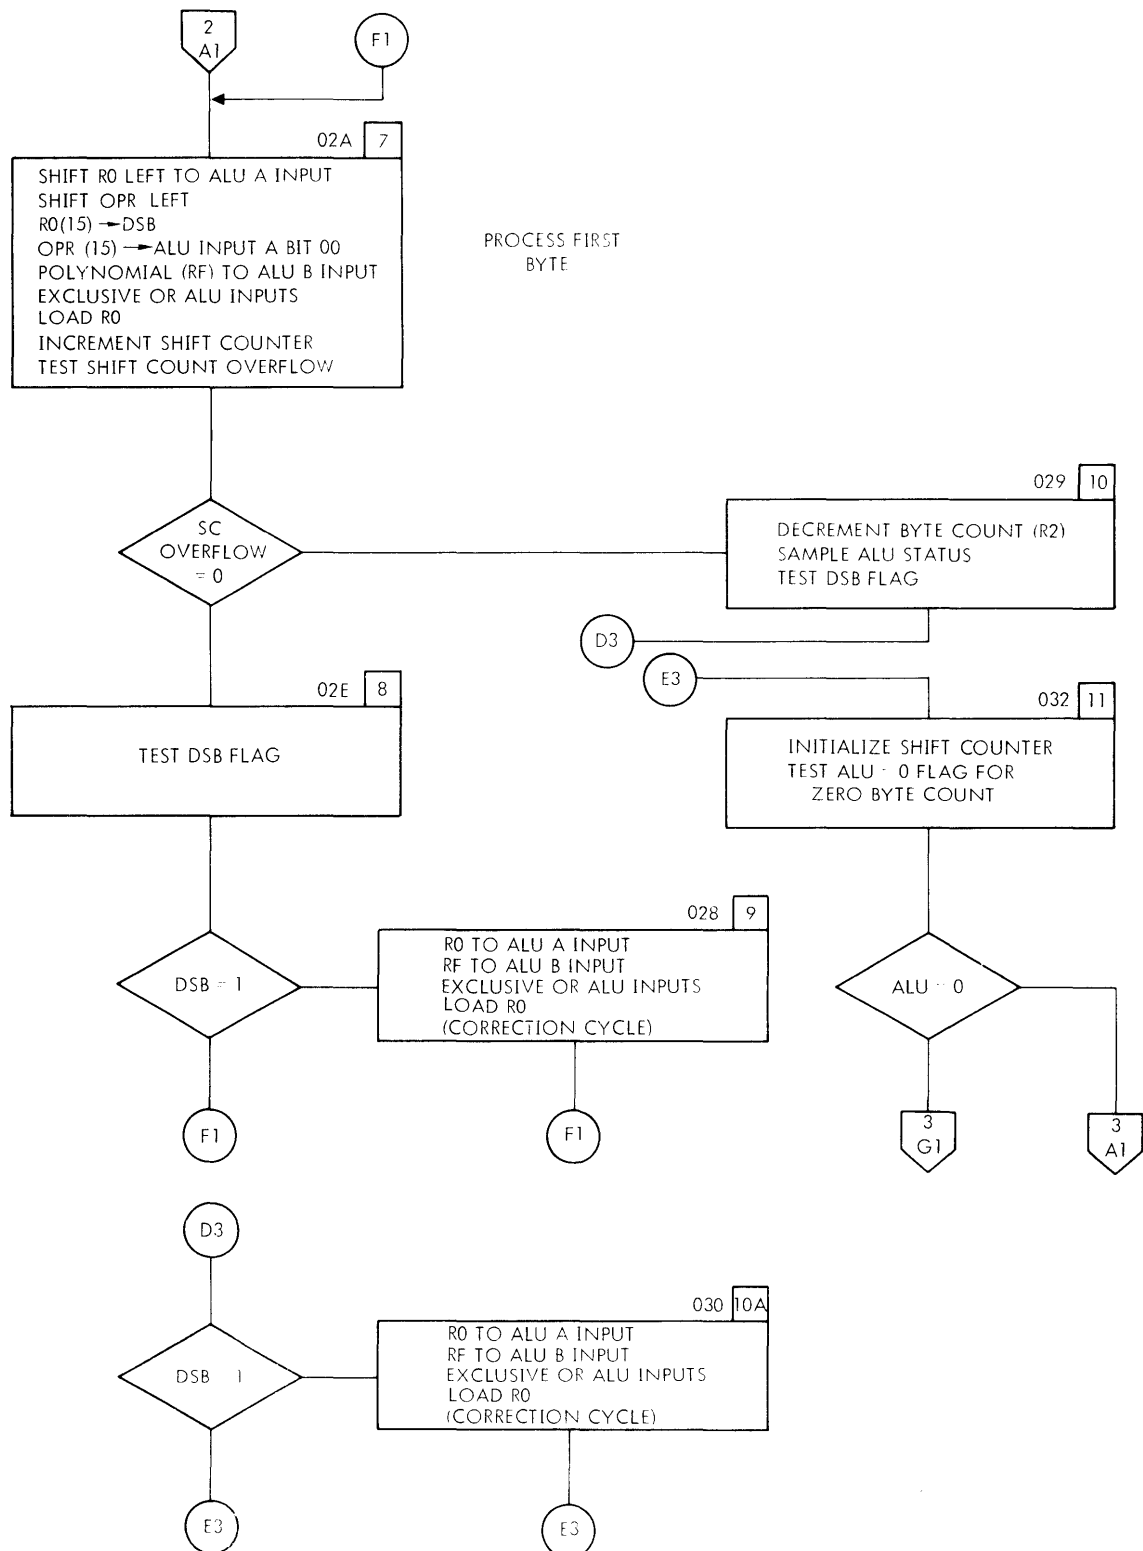 2
A1
F1
02A 7
SHIFT R0 LEFT TO ALU A INPUT
SHIFT OPR LEFT
R0(15) → DSB
OPR (15) → ALU INPUT A BIT 00
POLYNOMIAL (RF) TO ALU B INPUT
EXCLUSIVE OR ALU INPUTS
LOAD R0
INCREMENT SHIFT COUNTER
TEST SHIFT COUNT OVERFLOW
PROCESS FIRST
BYTE
SC
OVERFLOW
= 0
029 10
DECREMENT BYTE COUNT (R2)
SAMPLE ALU STATUS
TEST DSB FLAG
D3
E3
02E 8
TEST DSB FLAG
032 11
INITIALIZE SHIFT COUNTER
TEST ALU = 0 FLAG FOR
ZERO BYTE COUNT
DSB = 1
028 9
R0 TO ALU A INPUT
RF TO ALU B INPUT
EXCLUSIVE OR ALU INPUTS
LOAD R0
(CORRECTION CYCLE)
ALU = 0
F1
F1
3
G1
3
A1
D3
DSB 1
030 10A
R0 TO ALU A INPUT
RF TO ALU B INPUT
EXCLUSIVE OR ALU INPUTS
LOAD R0
(CORRECTION CYCLE)
E3
E3